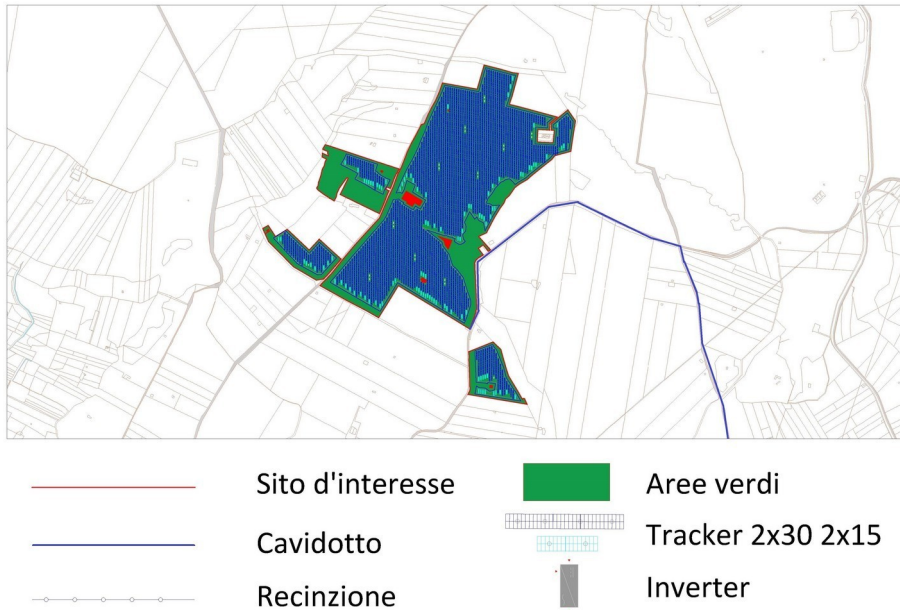 Sito d'interesse
Cavidotto
Recinzione
Aree verdi
Tracker 2x30 2x15
Inverter